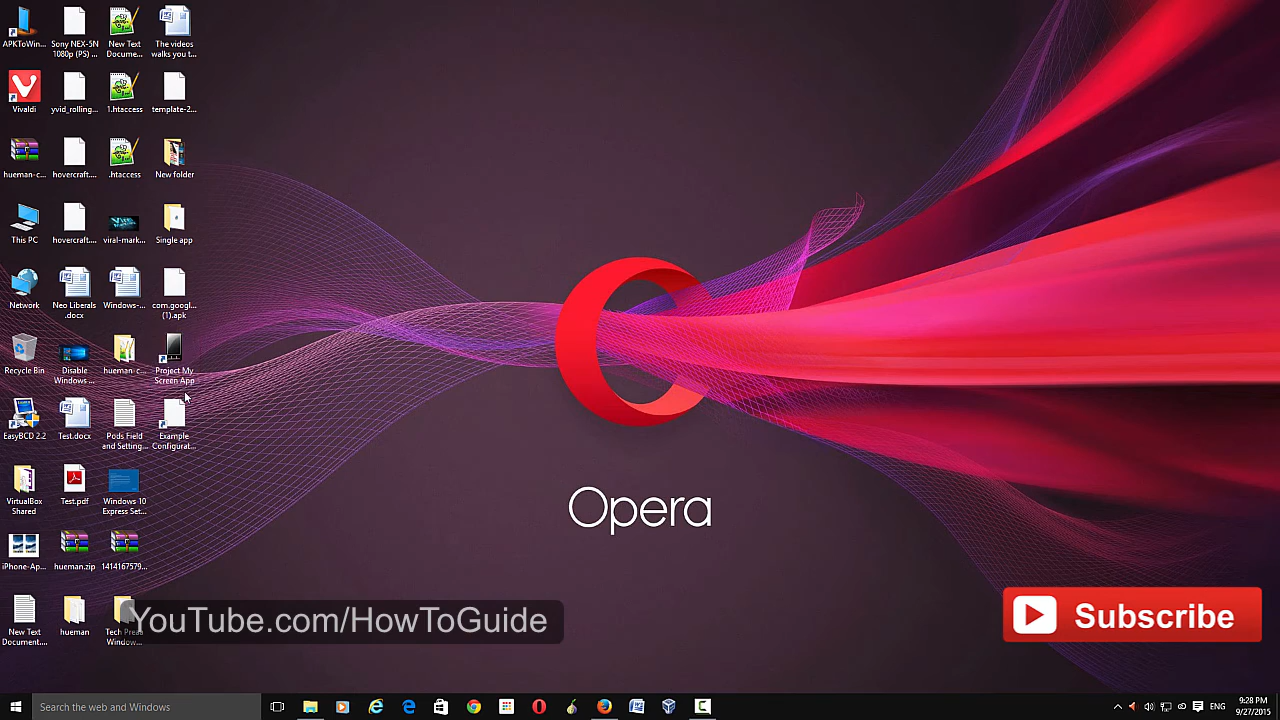 APKToWin...
Sony NEX-5N
1080p (PS) ...
New Text
Docume...
The videos
walks you t...
Vivaldi
yvid_rolling...
1.htaccess
template-2...
hueman-c...
hovercraft....
.htaccess
New folder
This PC
hovercraft....
viral-mark...
Single app
Network
Neo Liberals
.docx
Windows-...
com.googl...
(1).apk
Recycle Bin
Disable
Windows ...
hueman-c...
Project My
Screen App
EasyBCD 2.2
Test.docx
Pods Field
and Setting...
Example
Configurat...
VirtualBox
Shared
Test.pdf
Windows-10
Express Set...
iPhone-Ap...
hueman.zip
1414167579...
New Text
Document...
hueman
Tech Prea
Window...
Opera
YouTube.com/HowToGuide
Subscribe
Search the web and Windows
ENG
9:28 PM
9/27/2015